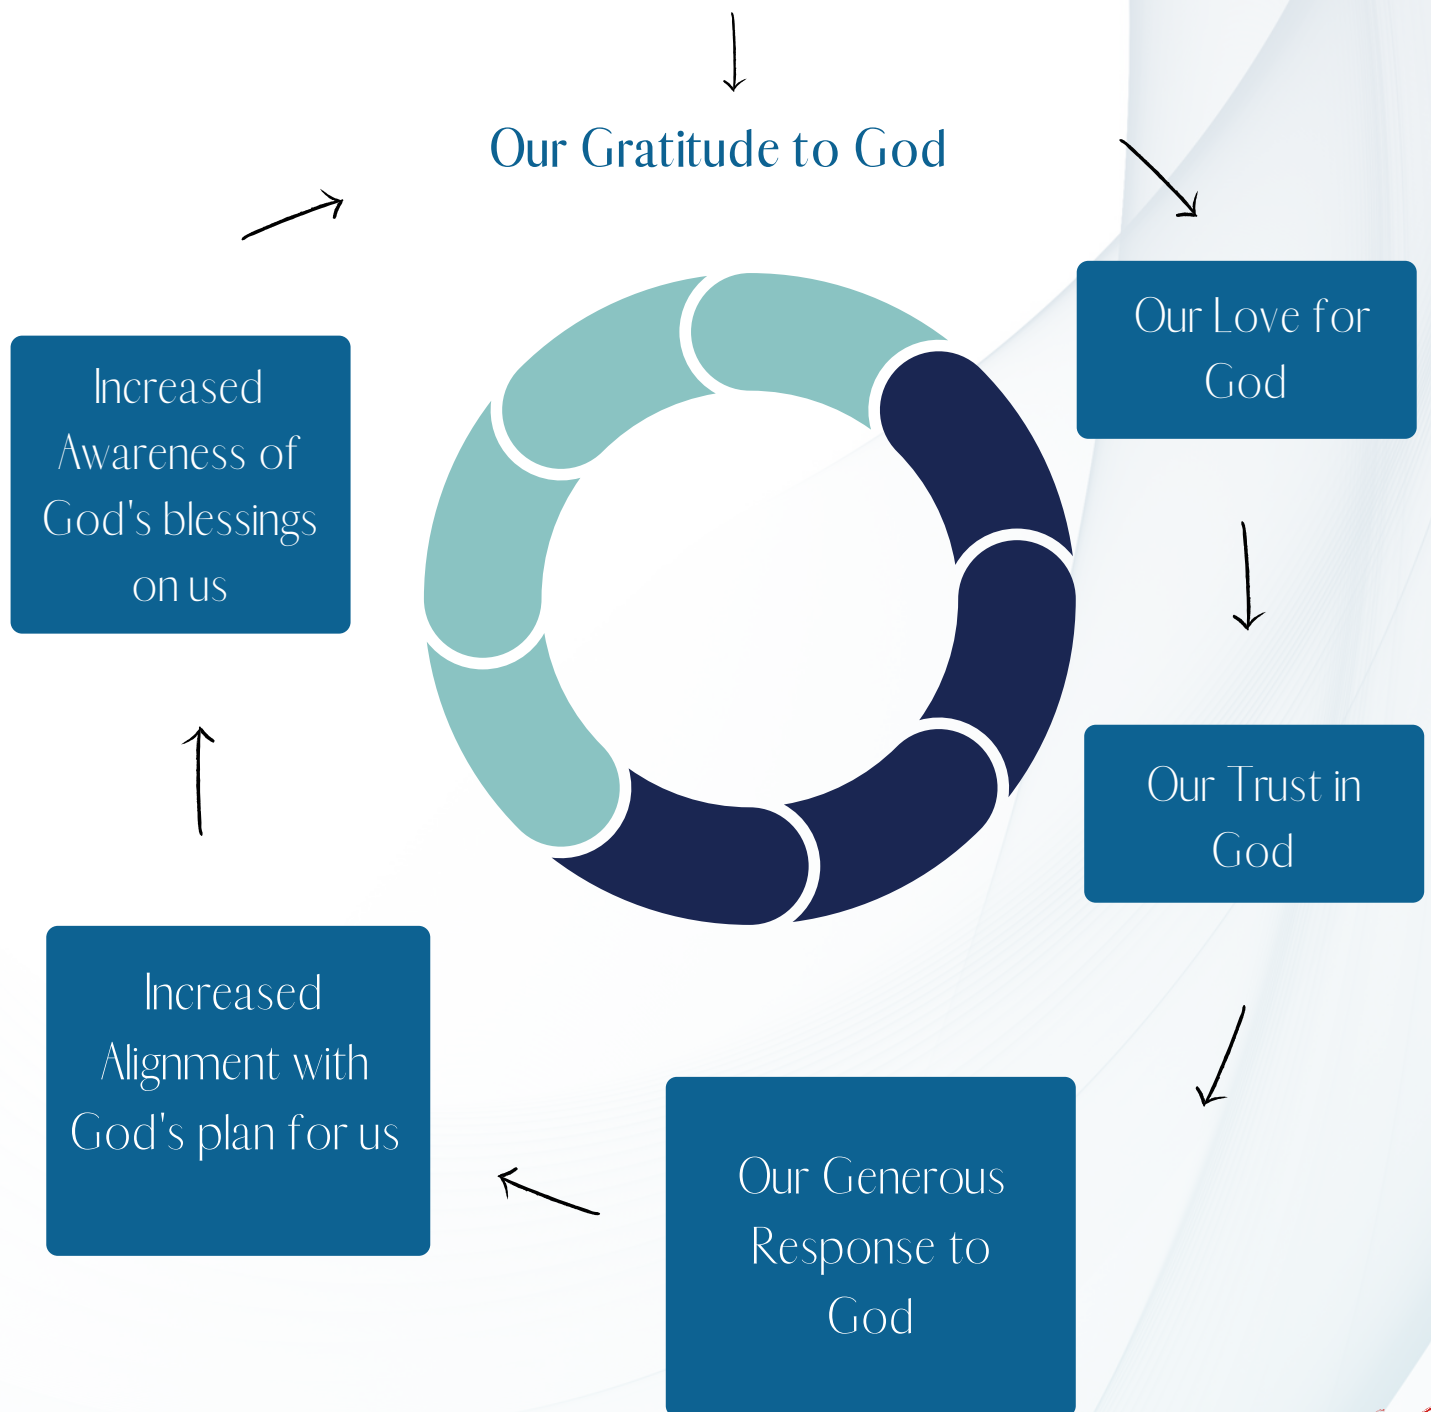 Our Gratitude to God
Our Love for
God
Our Trust in
God
Our Generous
Response to
God
Increased
Alignment with
God's plan for us
Increased
Awareness of
God's blessings
on us